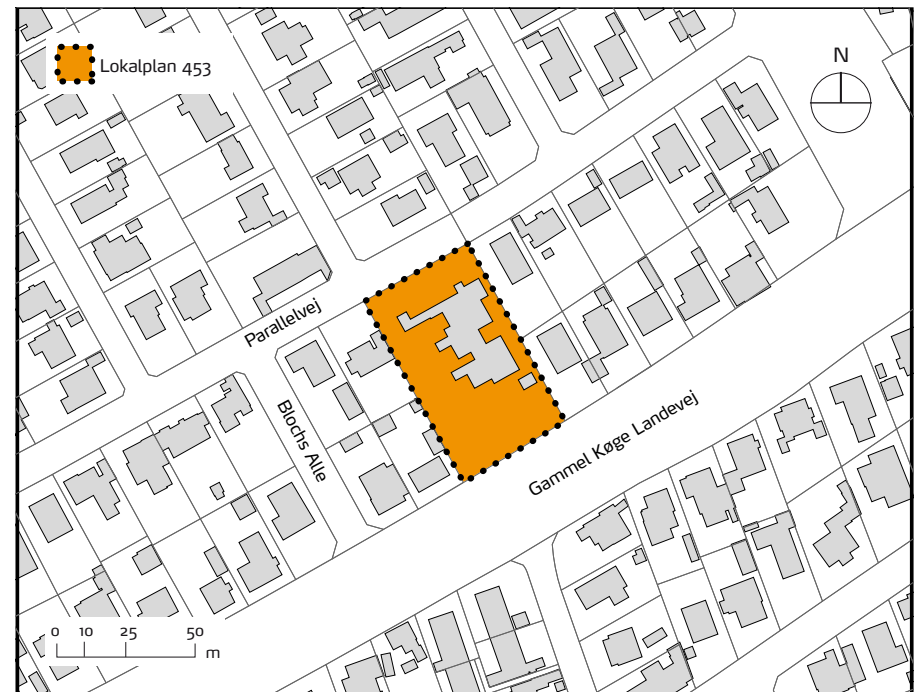 Lokalplan 453
N
Parallelvej
Blochs Alle
Gammel Køge Landevej
0 10 25 50
m